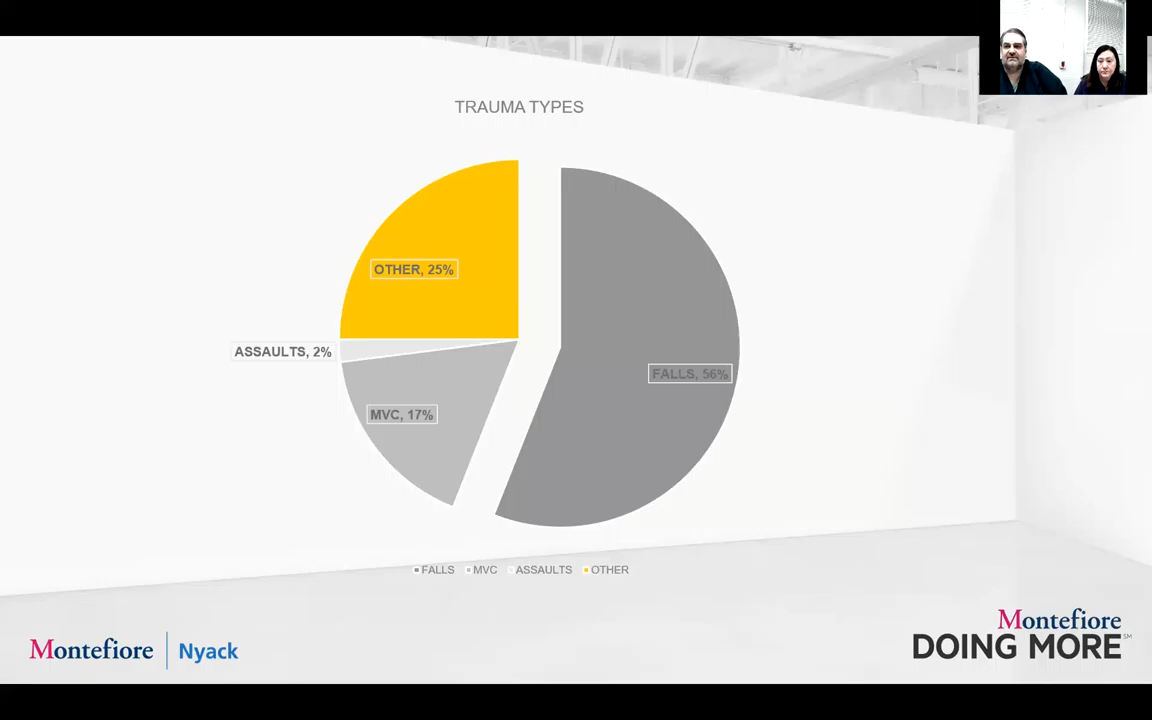 TRAUMA TYPES
OTHER, 25%
ASSAULTS, 2%
FALLS, 56%
MVC, 17%
FALLS MVC ASSAULTS OTHER
Montefiore Nyack
Montefiore
DOING MORE SM